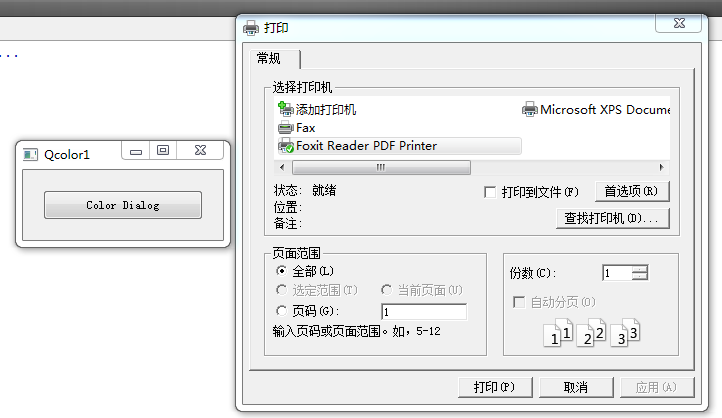 ...
Qcolor1
Color Dialog
打印
常规
选择打印机
添加打印机
Microsoft XPS Docume
Fax
Foxit Reader PDF Printer
状态: 就绪
打印到文件(F)
首选项(R)
位置:
备注:
查找打印机(D)...
页面范围
全部(L)
选定范围(T)
当前页面(U)
页码(G):
1
输入页码或页面范围。如，5-12
份数(C):
1
自动分页(O)
1 1 2 2 3 3
打印(P)
取消
应用(A)